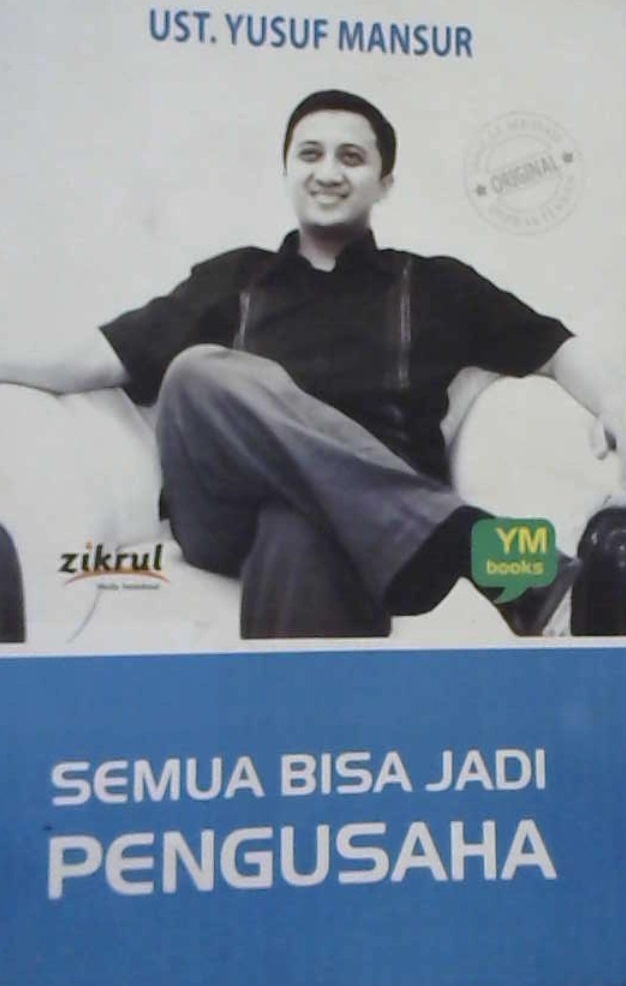 UST. YUSUF MANSUR
ORIGINAL
zikrul
YM
books
SEMUA BISA JADI
PENGUSAHA